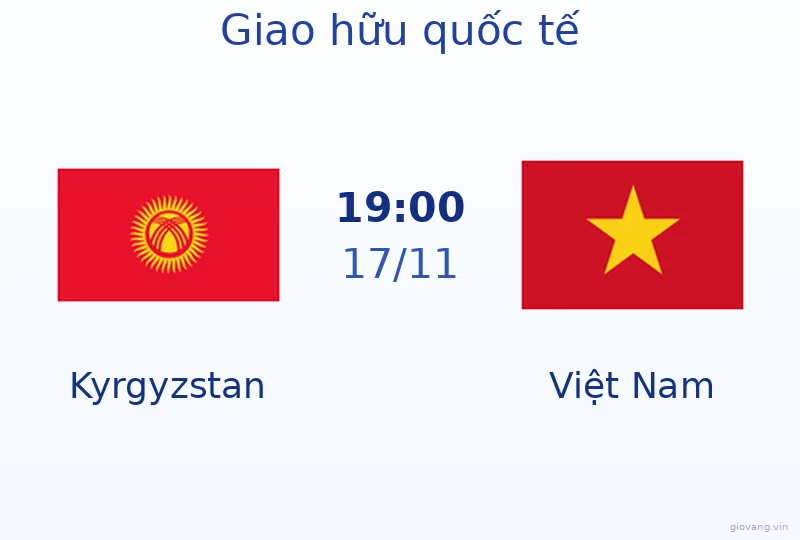 Giao hữu quốc tế
19:00
17/11
Kyrgyzstan
Việt Nam
giovang.vin